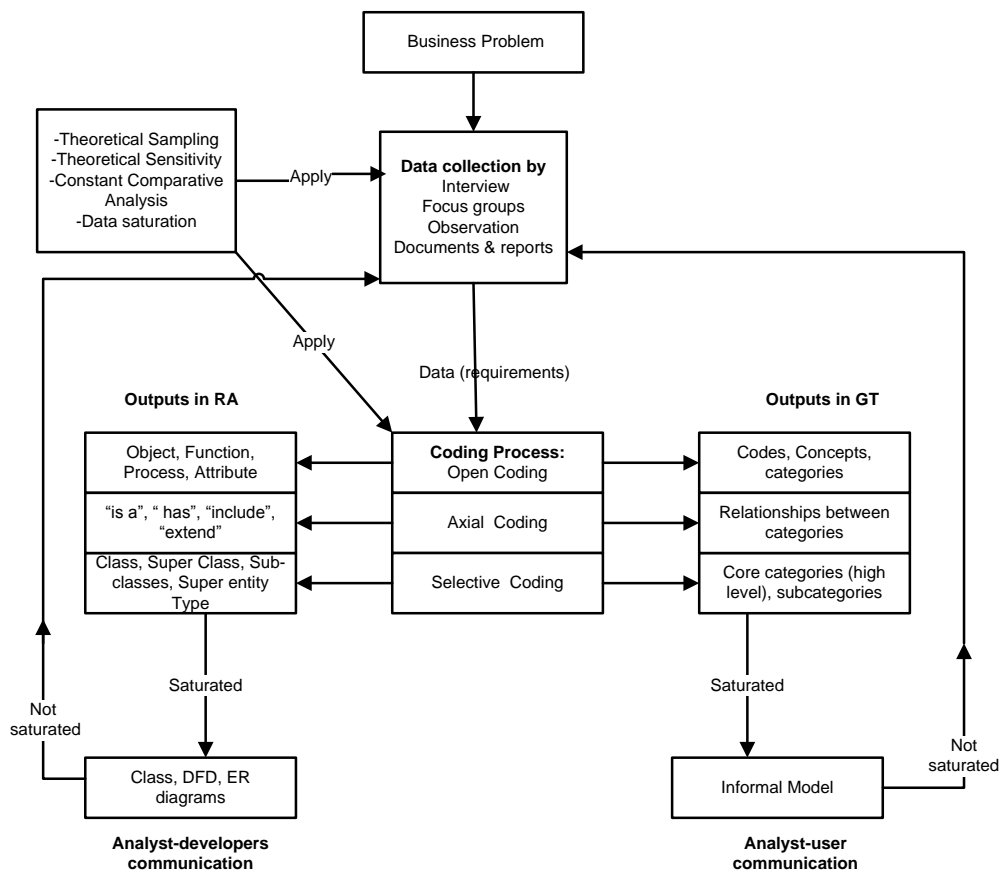 Business Problem
-Theoretical Sampling
-Theoretical Sensitivity
-Constant Comparative
Analysis
-Data saturation
Apply
Data collection by
Interview
Focus groups
Observation
Documents & reports
Apply
Data (requirements)
Outputs in RA
Outputs in GT
Object, Function,
Process, Attribute
Coding Process:
Open Coding
Codes, Concepts,
categories
“is a”, “ has”, “include”,
“extend”
Axial Coding
Relationships between
categories
Class, Super Class, Sub-
classes, Super entity
Type
Selective Coding
Core categories (high
level), subcategories
Saturated
Saturated
Not
saturated
Not
saturated
Class, DFD, ER
diagrams
Informal Model
Analyst-developers
communication
Analyst-user
communication